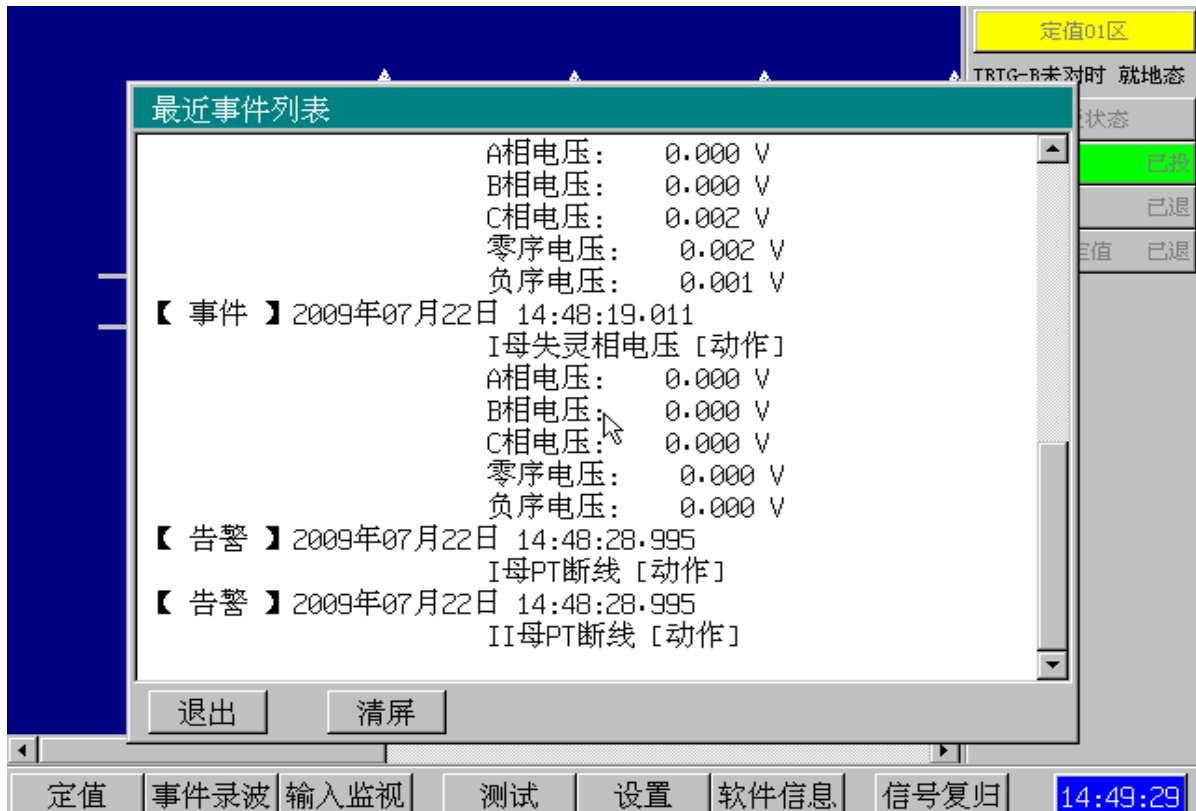 定值01区
IRIG-B未对时 就地态
最近事件列表
状态
A相电压: 0.000 V
已投
B相电压: 0.000 V
C相电压: 0.002 V
已退
零序电压: 0.002 V
定值 已退
负序电压: 0.001 V
【 事件 】2009年07月22日 14:48:19.011
I母失灵相电压 [动作]
A相电压: 0.000 V
B相电压: 0.000 V
C相电压: 0.000 V
零序电压: 0.000 V
负序电压: 0.000 V
【 告警 】2009年07月22日 14:48:28.995
I母PT断线 [动作]
【 告警 】2009年07月22日 14:48:28.995
II母PT断线 [动作]
退出 清屏
定值 事件录波 输入监视 测试 设置 软件信息 信号复归 14:49:29